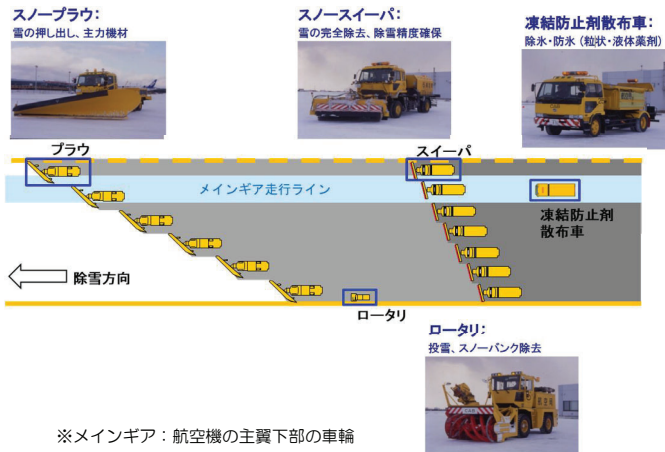 スノープラウ：
雪の押し出し、主力機材
スノースイーパ：
雪の完全除去、除雪精度確保
凍結防止剤散布車：
除氷・防氷（粒状・液体薬剤）
プラウ
スイーパ
メインギア走行ライン
凍結防止剤
散布車
除雪方向
ロータリ
ロータリ：
投雪、スノーバンク除去
※メインギア：航空機の主翼下部の車輪